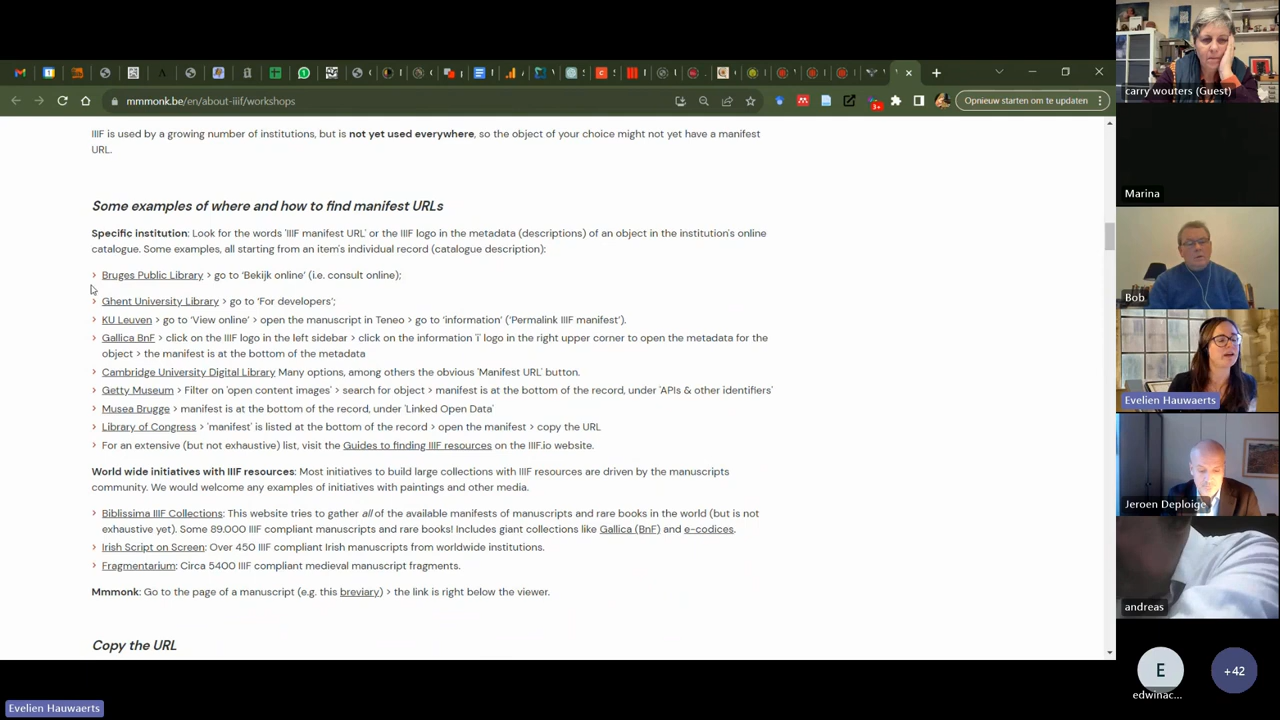 mmmonk.be/en/about-iiif/workshops
3+
Opnieuw starten om te updaten
IIIF is used by a growing number of institutions, but is not yet used everywhere, so the object of your choice might not yet have a manifest
URL.
Some examples of where and how to find manifest URLs
Specific institution: Look for the words 'IIIF manifest URL' or the IIIF logo in the metadata (descriptions) of an object in the institution's online
catalogue. Some examples, all starting from an item's individual record (catalogue description):
Bruges Public Library > go to 'Bekijk online' (i.e. consult online);
Ghent University Library > go to 'For developers';
KU Leuven > go to 'View online' > open the manuscript in Teneo > go to 'information' ('Permalink IIIF manifest').
Gallica BnF > click on the IIIF logo in the left sidebar > click on the information 'i' logo in the right upper corner to open the metadata for the
object > the manifest is at the bottom of the metadata
Cambridge University Digital Library Many options, among others the obvious 'Manifest URL' button.
Getty Museum > Filter on 'open content images' > search for object > manifest is at the bottom of the record, under 'APIs & other identifiers'
Musea Brugge > manifest is at the bottom of the record, under 'Linked Open Data'
Library of Congress > 'manifest' is listed at the bottom of the record > open the manifest > copy the URL
For an extensive (but not exhaustive) list, visit the Guides to finding IIIF resources on the IIIF.io website.
World wide initiatives with IIIF resources: Most initiatives to build large collections with IIIF resources are driven by the manuscripts
community. We would welcome any examples of initiatives with paintings and other media.
Biblissima IIIF Collections: This website tries to gather all of the available manifests of manuscripts and rare books in the world (but is not
exhaustive yet). Some 89.000 IIIF compliant manuscripts and rare books! Includes giant collections like Gallica (BnF) and e-codices.
Irish Script on Screen: Over 450 IIIF compliant Irish manuscripts from worldwide institutions.
Fragmentarium: Circa 5400 IIIF compliant medieval manuscript fragments.
Mmmonk: Go to the page of a manuscript (e.g. this breviary) > the link is right below the viewer.
Copy the URL
carry wouters (Guest)
Marina
Bob
Evelien Hauwaerts
Jeroen Deploige
andreas
E
edwinac...
+42
Evelien Hauwaerts